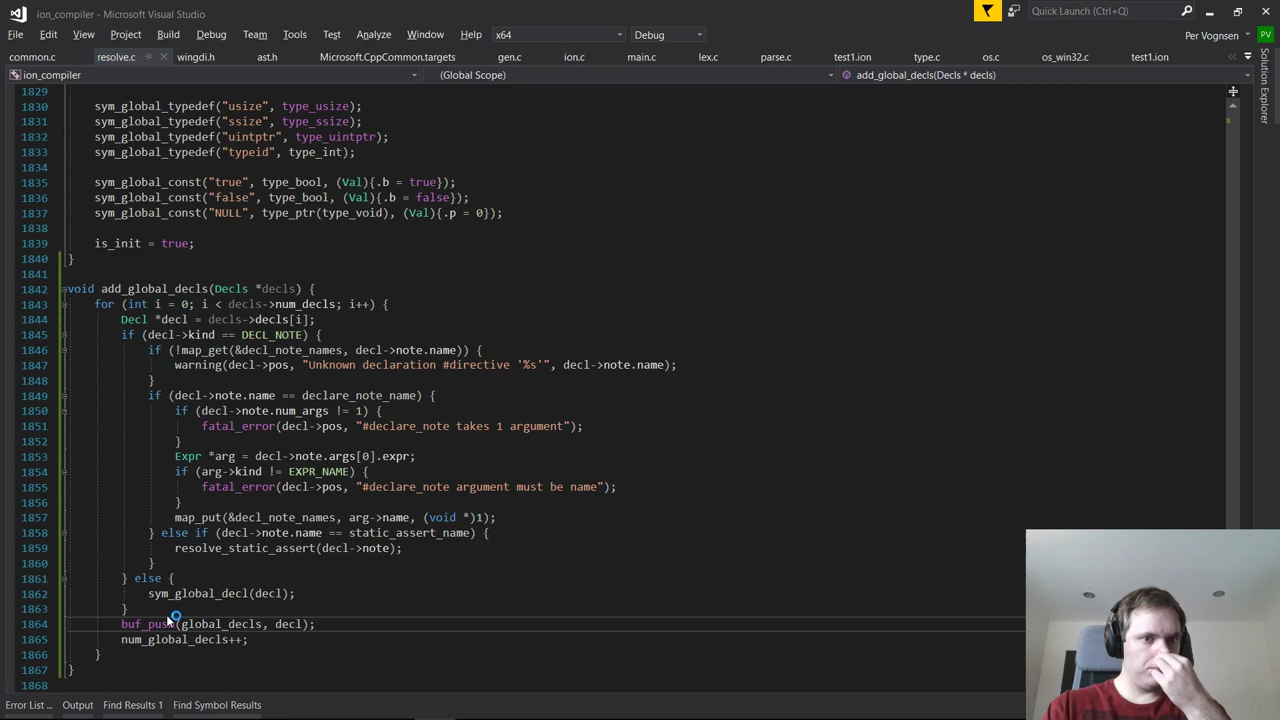 ion_compiler - Microsoft Visual Studio
Quick Launch (Ctrl+Q)
File Edit View Project Build Debug Team Tools Test Analyze Window Help x64 Debug Per Vognsen PV
common.c resolve.c wingdi.h ast.h Microsoft.CppCommon.targets gen.c ion.c main.c lex.c parse.c test1.ion type.c os.c os_win32.c test1.ion
ion_compiler (Global Scope) add_global_decls(Decls * decls)
Solution Explorer
1829
1830 sym_global_typedef("usize", type_usize);
1831 sym_global_typedef("ssize", type_ssize);
1832 sym_global_typedef("uintptr", type_uintptr);
1833 sym_global_typedef("typeid", type_int);
1834
1835 sym_global_const("true", type_bool, (Val){.b = true});
1836 sym_global_const("false", type_bool, (Val){.b = false});
1837 sym_global_const("NULL", type_ptr(type_void), (Val){.p = 0});
1838
1839 is_init = true;
1840 }
1841
1842 void add_global_decls(Decls *decls) {
1843 for (int i = 0; i < decls->num_decls; i++) {
1844 Decl *decl = decls->decls[i];
1845 if (decl->kind == DECL_NOTE) {
1846 if (!map_get(&decl_note_names, decl->note.name)) {
1847 warning(decl->pos, "Unknown declaration #directive '%s'", decl->note.name);
1848 }
1849 if (decl->note.name == declare_note_name) {
1850 if (decl->note.num_args != 1) {
1851 fatal_error(decl->pos, "#declare_note takes 1 argument");
1852 }
1853 Expr *arg = decl->note.args[0].expr;
1854 if (arg->kind != EXPR_NAME) {
1855 fatal_error(decl->pos, "#declare_note argument must be name");
1856 }
1857 map_put(&decl_note_names, arg->name, (void *)1);
1858 } else if (decl->note.name == static_assert_name) {
1859 resolve_static_assert(decl->note);
1860 }
1861 } else {
1862 sym_global_decl(decl);
1863 }
1864 buf_push(global_decls, decl);
1865 num_global_decls++;
1866 }
1867 }
1868
Error List ... Output Find Results 1 Find Symbol Results